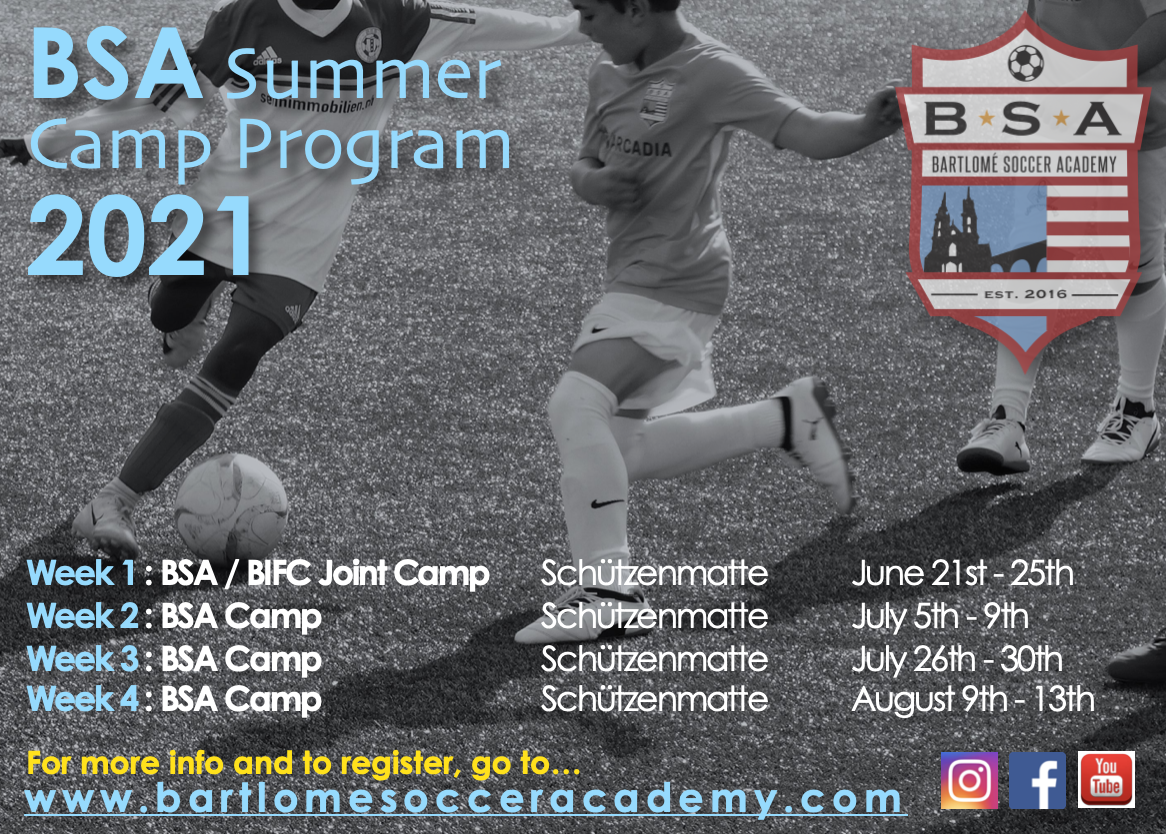 BSA Summer
Camp Program
2021
adidas
B★S★A
BARTLOMÉ SOCCER ACADEMY
EST. 2016
ARCADIA
Week 1 : BSA / BIFC Joint Camp Schützenmatte June 21st - 25th
Week 2 : BSA Camp Schützenmatte July 5th - 9th
Week 3 : BSA Camp Schützenmatte July 26th - 30th
Week 4 : BSA Camp Schützenmatte August 9th - 13th
For more info and to register, go to...
www.bartlomesocceracademy.com
You
Tube